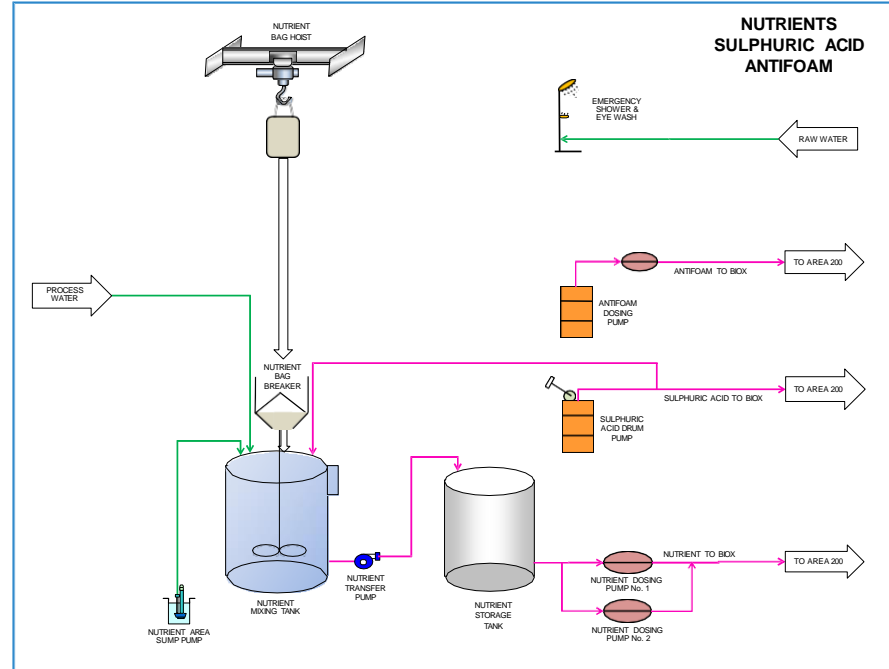 NUTRIENT
BAG HOIST
NUTRIENTS
SULPHURIC ACID
ANTIFOAM
EMERGENCY
SHOWER &
EYE WASH
RAW WATER
TO AREA 200
ANTIFOAM TO BIOX
PROCESS
WATER
ANTIFOAM
DOSING
PUMP
NUTRIENT
BAG
BREAKER
TO AREA 200
SULPHURIC ACID TO BIOX
SULPHURIC
ACID DRUM
PUMP
NUTRIENT TO BIOX
TO AREA 200
NUTRIENT
TRANSFER
PUMP
NUTRIENT DOSING
PUMP No. 1
NUTRIENT
MIXING TANK
NUTRIENT
STORAGE
TANK
NUTRIENT AREA
SUMP PUMP
NUTRIENT DOSING
PUMP No. 2